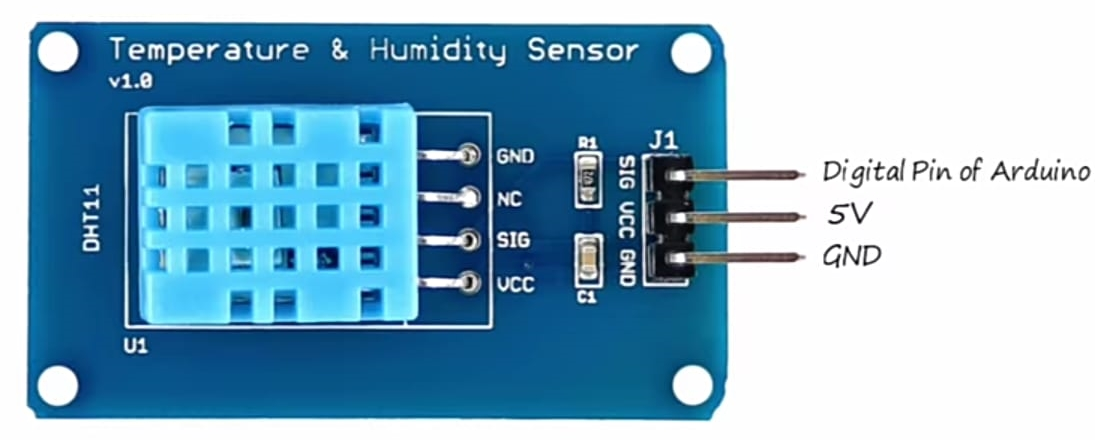 Temperature & Humidity Sensor
v1.0
DHT11
GND
NC
SIG
VCC
U1
R1
C1
J1
SIG
VCC
GND
Digital Pin of Arduino
5V
GND